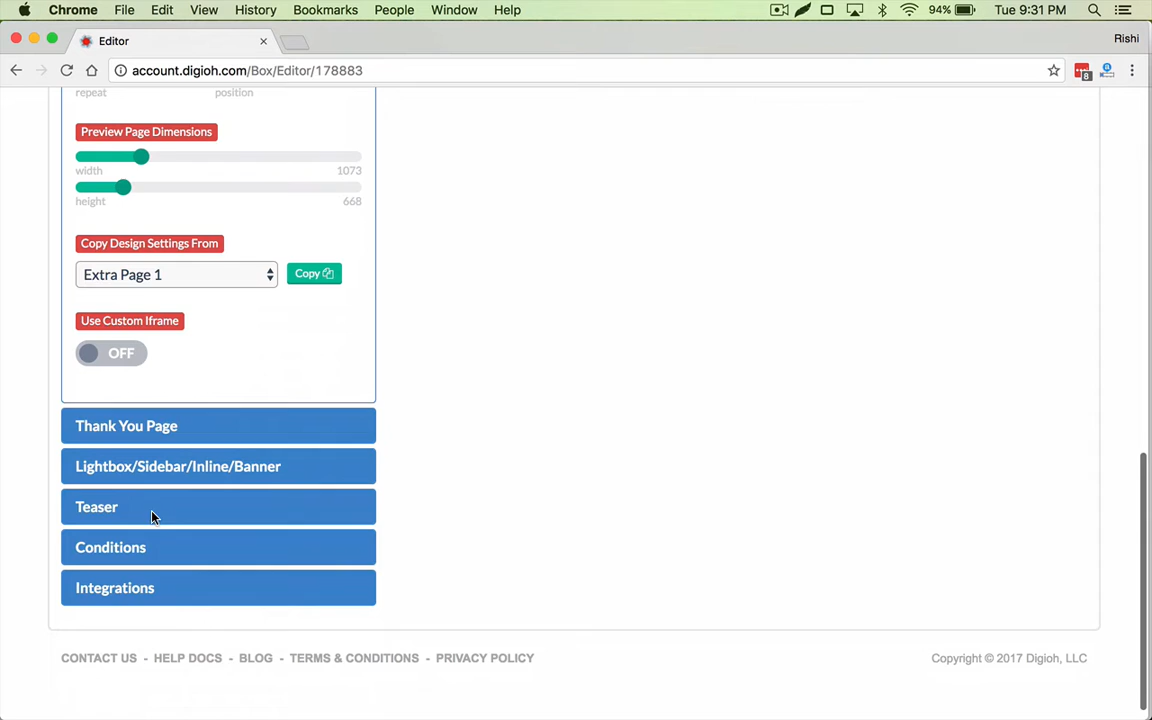 Chrome File Edit View History Bookmarks People Window Help 94% Tue 9:31 PM
Editor Rishi
account.digioh.com/Box/Editor/178883
8
repeat position
Preview Page Dimensions
width 1073
height 668
Copy Design Settings From
Extra Page 1 Copy
Use Custom Iframe
OFF
Thank You Page
Lightbox/Sidebar/Inline/Banner
Teaser
Conditions
Integrations
CONTACT US - HELP DOCS - BLOG - TERMS & CONDITIONS - PRIVACY POLICY Copyright © 2017 Digioh, LLC